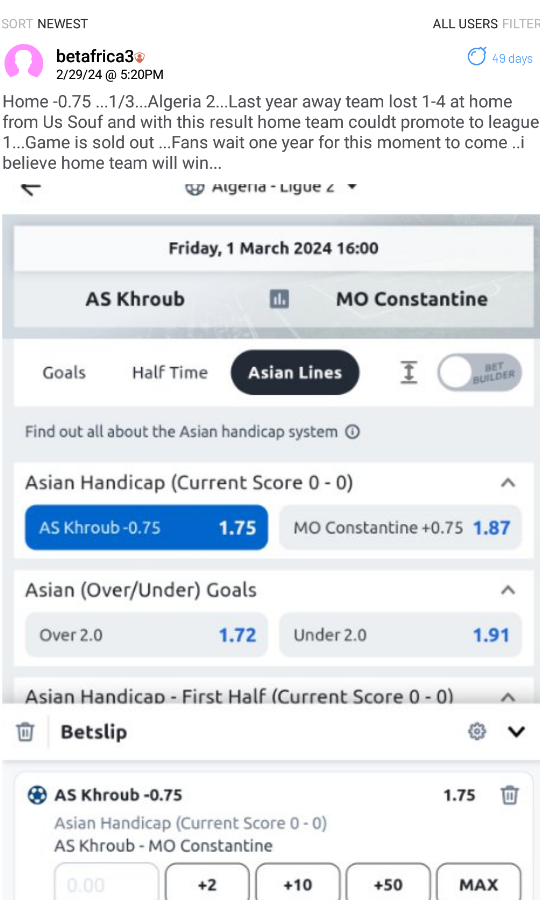 SORT NEWEST ALL USERS FILTER
betafrica3
2/29/24 @ 5:20PM 49 days
Home -0.75 ...1/3...Algeria 2...Last year away team lost 1-4 at home
from Us Souf and with this result home team couldt promote to league
1...Game is sold out ...Fans wait one year for this moment to come ..i
believe home team will win...
Algeria - Ligue 2
Friday, 1 March 2024 16:00
AS Khroub MO Constantine
Goals Half Time Asian Lines BET BUILDER
Find out all about the Asian handicap system
Asian Handicap (Current Score 0 - 0)
AS Khroub -0.75 1.75 MO Constantine +0.75 1.87
Asian (Over/Under) Goals
Over 2.0 1.72 Under 2.0 1.91
Asian Handicap - First Half (Current Score 0 - 0)
Betslip
AS Khroub -0.75 1.75
Asian Handicap (Current Score 0 - 0)
AS Khroub - MO Constantine
0.00 +2 +10 +50 MAX